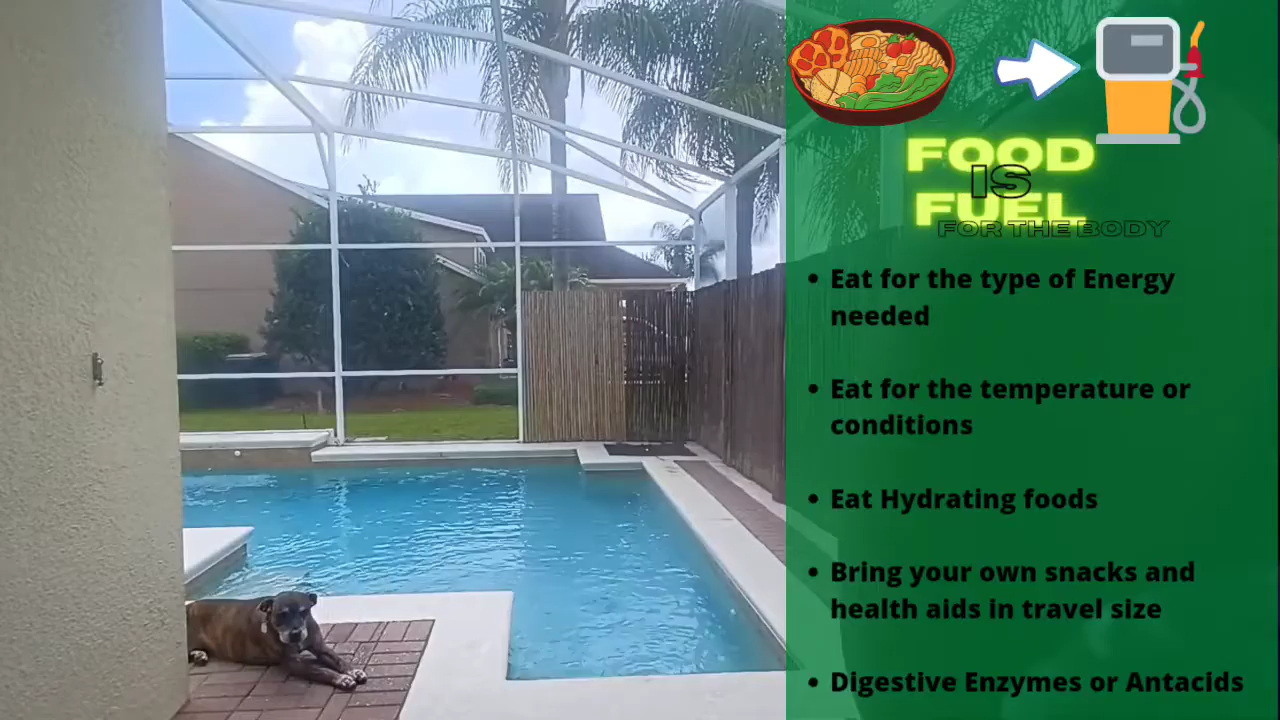 FOOD
IS
FUEL
FOR THE BODY
• Eat for the type of Energy
needed
• Eat for the temperature or
conditions
• Eat Hydrating foods
• Bring your own snacks and
health aids in travel size
• Digestive Enzymes or Antacids